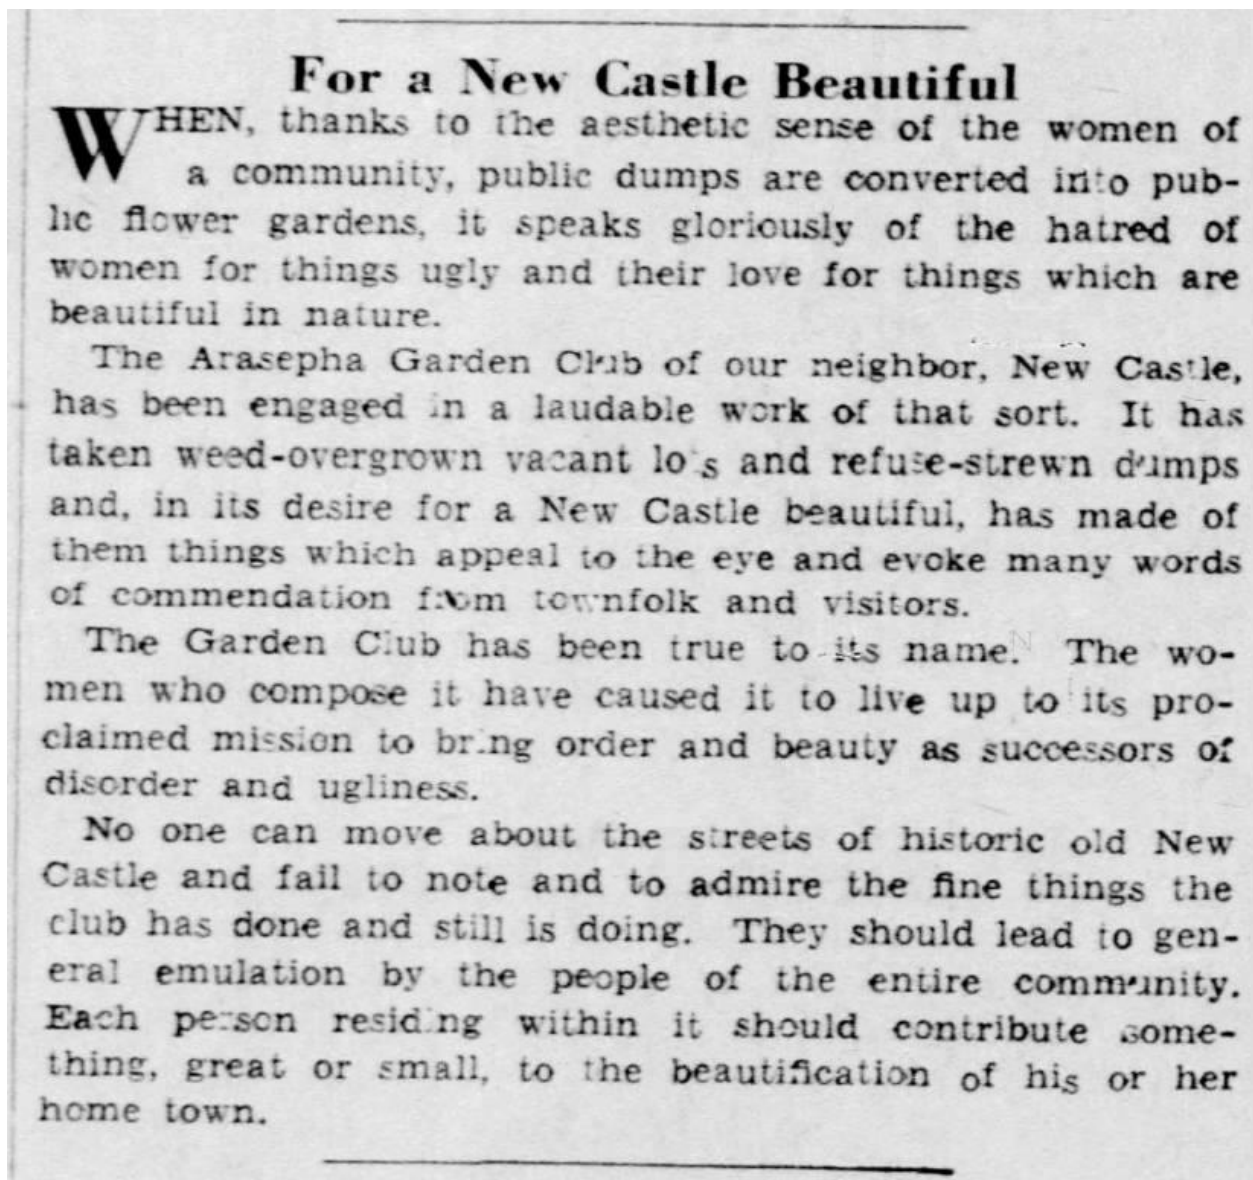 For a New Castle Beautiful
WHEN, thanks to the aesthetic sense of the women of
a community, public dumps are converted into pub-
lic flower gardens, it speaks gloriously of the hatred of
women for things ugly and their love for things which are
beautiful in nature.
The Arasepha Garden Club of our neighbor, New Castle,
has been engaged in a laudable work of that sort. It has
taken weed-overgrown vacant lots and refuse-strewn dumps
and, in its desire for a New Castle beautiful, has made of
them things which appeal to the eye and evoke many words
of commendation from townfolk and visitors.
The Garden Club has been true to its name. The wo-
men who compose it have caused it to live up to its pro-
claimed mission to bring order and beauty as successors of
disorder and ugliness.
No one can move about the streets of historic old New
Castle and fail to note and to admire the fine things the
club has done and still is doing. They should lead to gen-
eral emulation by the people of the entire community.
Each person residing within it should contribute some-
thing, great or small, to the beautification of his or her
home town.